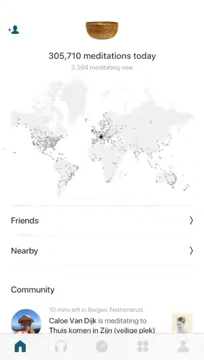 305,710 meditations today
3,364 meditating now
Friends
Nearby
Community
10 mins left in Bergen, Netherlands
Caloe Van Dijk is meditating to
Thuis komen in Zijn (veilige plek)